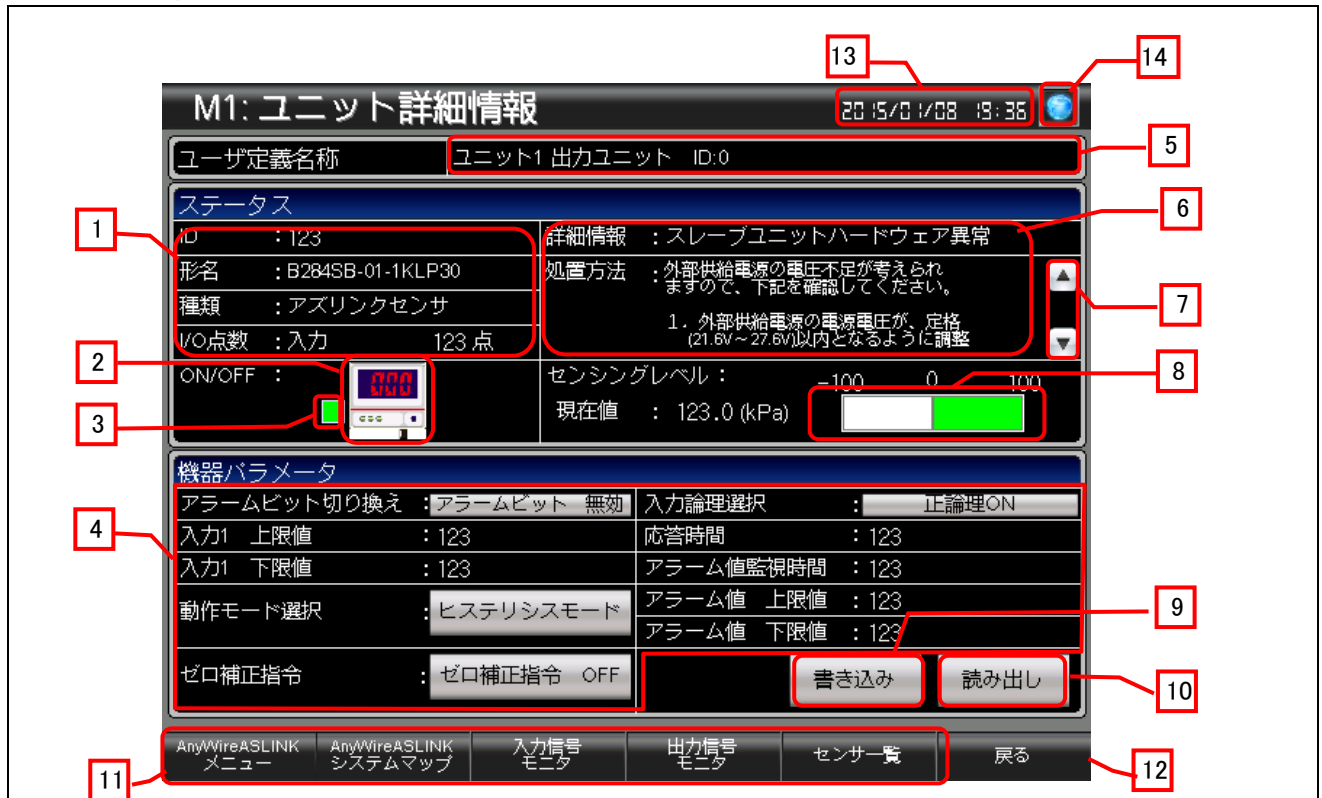 13
14
M1: ユニット詳細情報
2015/01/08 19:36
ユーザ定義名称
ユニット1 出力ユニット ID:0
5
ステータス
1
6
ID :123
詳細情報 :スレーブユニットハードウェア異常
形名 :B284SB-01-1KLP30
処置方法 :外部供給電源の電圧不足が考えられ
ますので、下記を確認してください。
種類 :アズリンクセンサ
7
1. 外部供給電源の電源電圧が、定格
I/O点数 :入力 123 点
(21.6V~27.6V)以内となるように調整
2
ON/OFF :
000
センシングレベル:
-100 0 100
8
3
現在値 : 123.0 (kPa)
機器パラメータ
4
アラームビット切り換え :アラームビット 無効
入力論理選択 : 正論理ON
入力1 上限値 :123
応答時間 :123
入力1 下限値 :123
アラーム値監視時間 :123
動作モード選択 :ヒステリシスモード
アラーム値 上限値 :123
9
アラーム値 下限値 :123
ゼロ補正指令 :ゼロ補正指令 OFF
書き込み
読み出し
10
AnyWireASLINK
メニュー
AnyWireASLINK
システムマップ
入力信号
モニタ
出力信号
モニタ
センサ一覧
戻る
11
12